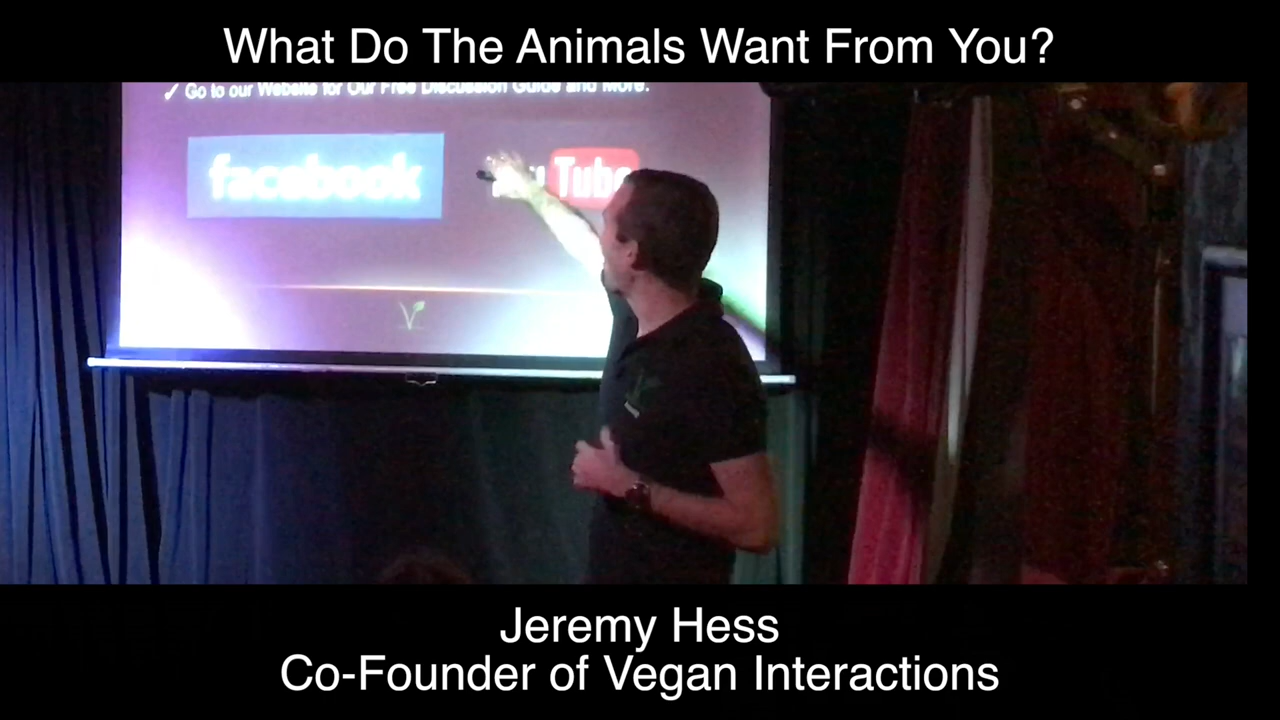 What Do The Animals Want From You?
✓ Go to our Website for Our Free Discussion Guide and More.
facebook
Tube
Jeremy Hess
Co-Founder of Vegan Interactions